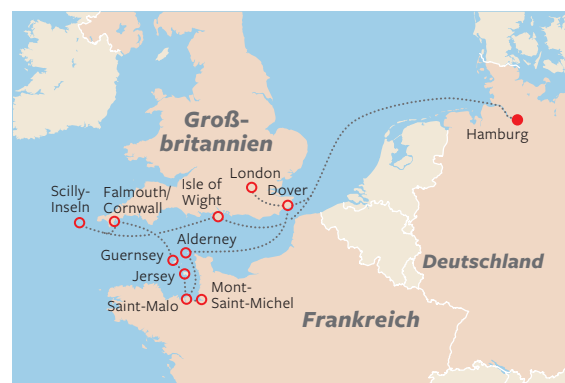 Groß-
britannien
Hamburg
London
Isle of
Wight
Dover
Scilly-
Inseln
Falmouth/
Cornwall
Alderney
Guernsey
Jersey
Deutschland
Mont-
Saint-Michel
Saint-Malo
Frankreich